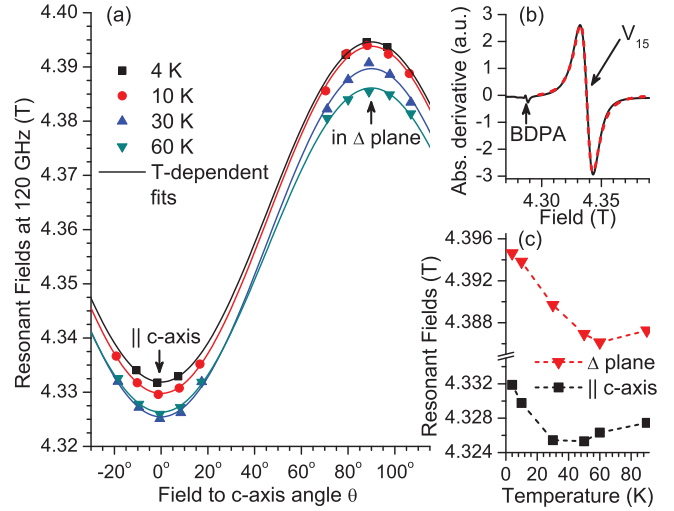 (a)
4.40
4.39
4.38
4.37
4.36
4.35
4.34
4.33
4.32
Resonant Fields at 120 GHz (T)
4 K
10 K
30 K
60 K
T-dependent
fits
in Δ plane
|| c-axis
-20° 0° 20° 40° 60° 80° 100°
Field to c-axis angle θ
(b)
3
2
1
0
-1
-2
-3
Abs. derivative (a.u.)
V₁₅
BDPA
4.30 4.35
Field (T)
(c)
4.396
4.392
4.388
4.332
4.328
4.324
Resonant Fields (T)
Δ plane
|| c-axis
0 20 40 60 80
Temperature (K)